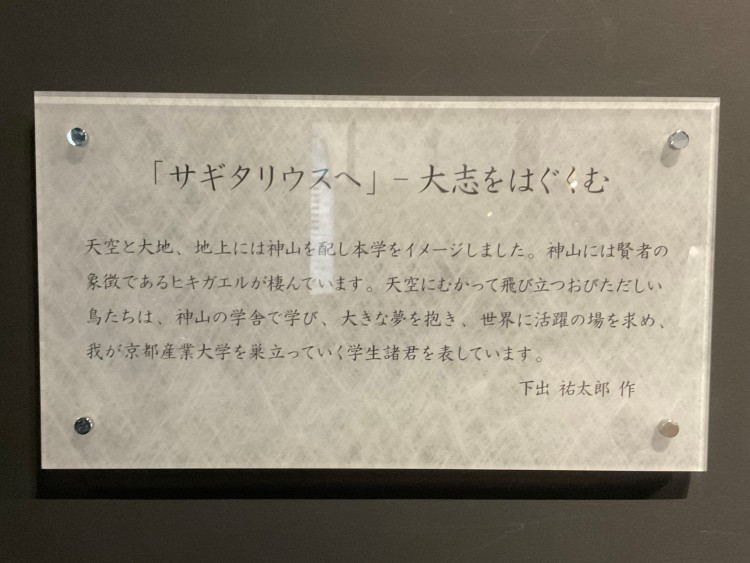 「サギタリウスへ」− 大志をはぐくむ
天空と大地、地上には神山を配し本学をイメージしました。神山には賢者の
象徴であるヒキガエルが棲んでいます。天空にむかって飛び立つおびただしい
鳥たちは、神山の学舎で学び、大きな夢を抱き、世界に活躍の場を求め、
我が京都産業大学を巣立っていく学生諸君を表しています。
下出 祐太郎 作